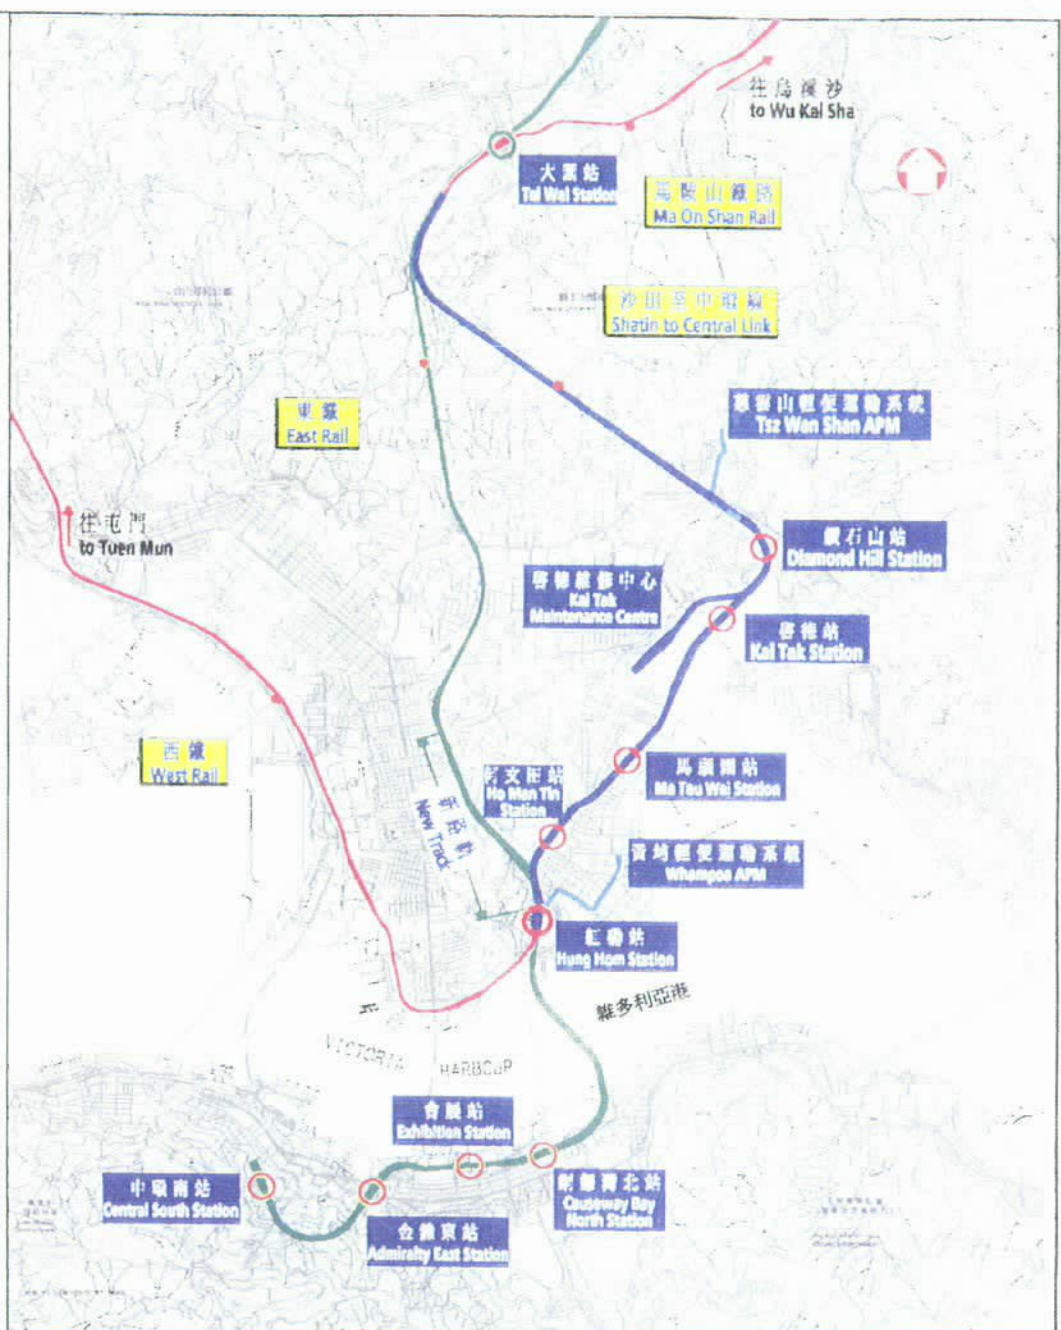 往烏溪沙
to Wu Kai Sha
大圍站
Tai Wai Station
馬鞍山鐵路
Ma On Shan Rail
沙田至中環線
Shatin to Central Link
慈雲山輕便運輸系統
Tsz Wan Shan APM
東鐵
East Rail
往屯門
to Tuen Mun
鑽石山站
Diamond Hill Station
啓德維修中心
Kai Tak
Maintenance Centre
啓德站
Kai Tak Station
西鐵
West Rail
何文田站
Ho Man Tin
Station
馬頭圍站
Ma Tau Wai Station
新路軌
New Track
黃埔輕便運輸系統
Whampoa APM
紅磡站
Hung Hom Station
維多利亞港
VICTORIA HARBOUR
會展站
Exhibition Station
中環南站
Central South Station
銅鑼灣北站
Causeway Bay
North Station
金鐘東站
Admiralty East Station